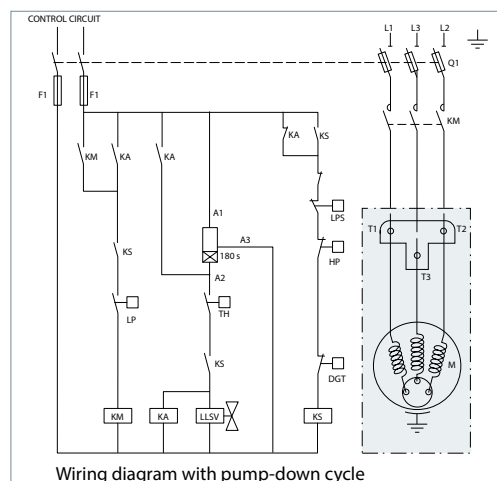 CONTROL CIRCUIT
L1 L3 L2
Q1
F1 F1
KA KS
KM
KM KA KA
LPS
A1
T1 T2
A3
KS
HP
180 s
T3
A2
LP
TH
KS
M
DGT
KM KA LLSV KS
Wiring diagram with pump-down cycle